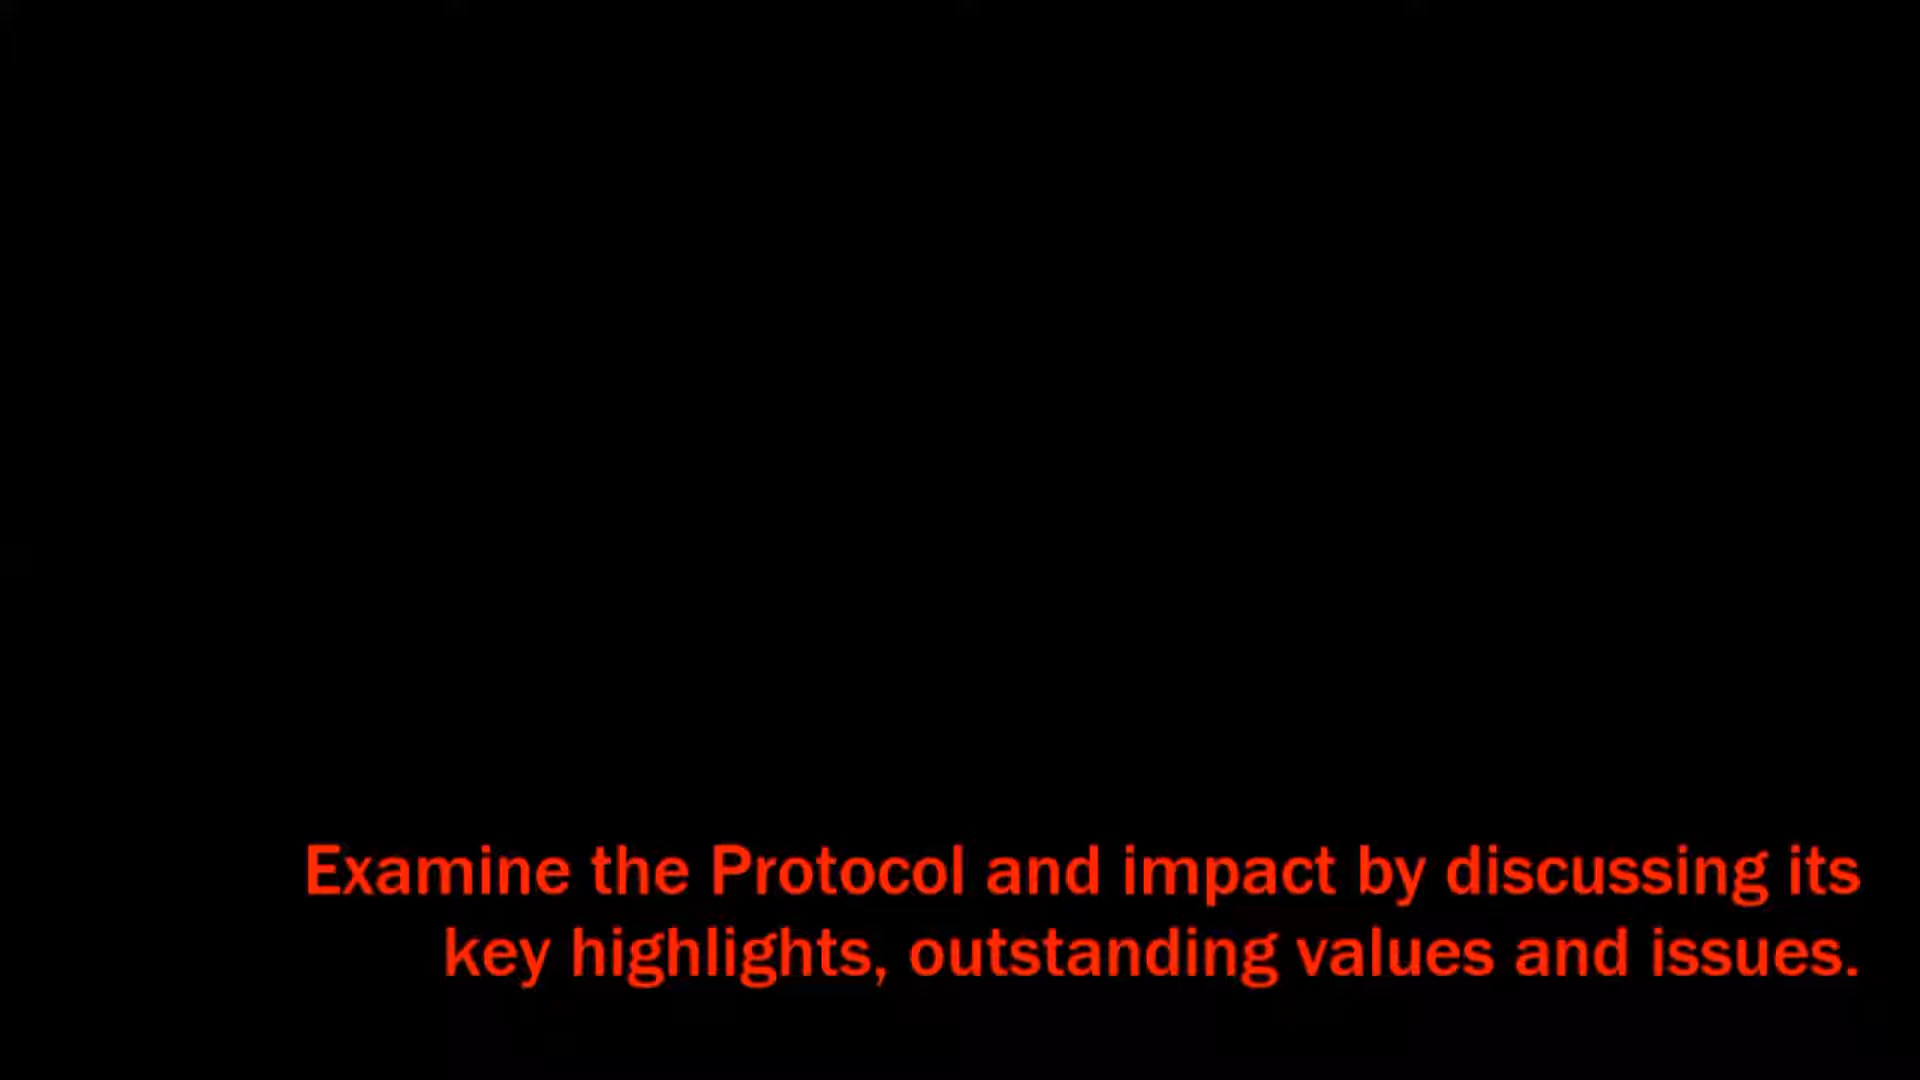 Examine the Protocol and impact by discussing its
key highlights, outstanding values and issues.